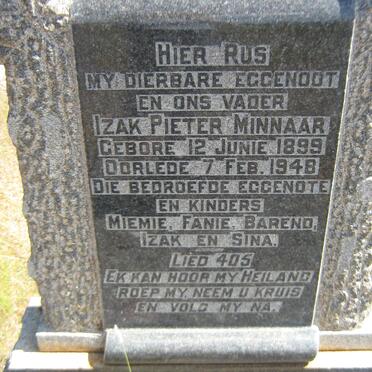 HIER RUS
MY DIERBARE EGGENOOT
EN ONS VADER
IZAK PIETER MINNAAR
GEBORE 12 JUNIE 1899
OORLEDE 7 FEB. 1948
DIE BEDROEFDE EGGENOTE
EN KINDERS
MIEMIE, FANIE, BAREND,
IZAK EN SINA.
LIED 405
EK KAN HOOR MY HEILAND
ROEP MY, NEEM U KRUIS
EN VOLG MY NA.